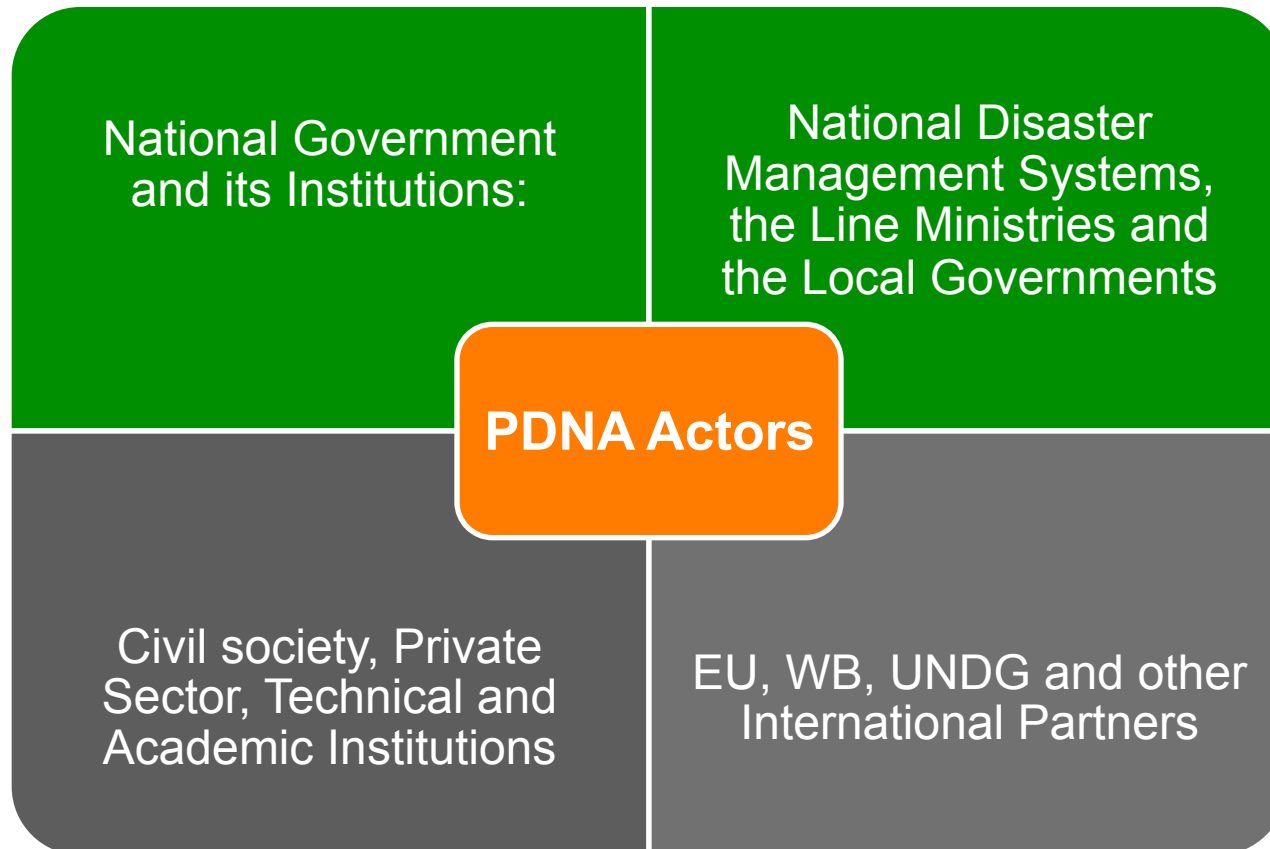 National Government
and its Institutions:
National Disaster
Management Systems,
the Line Ministries and
the Local Governments
PDNA Actors
Civil society, Private
Sector, Technical and
Academic Institutions
EU, WB, UNDG and other
International Partners